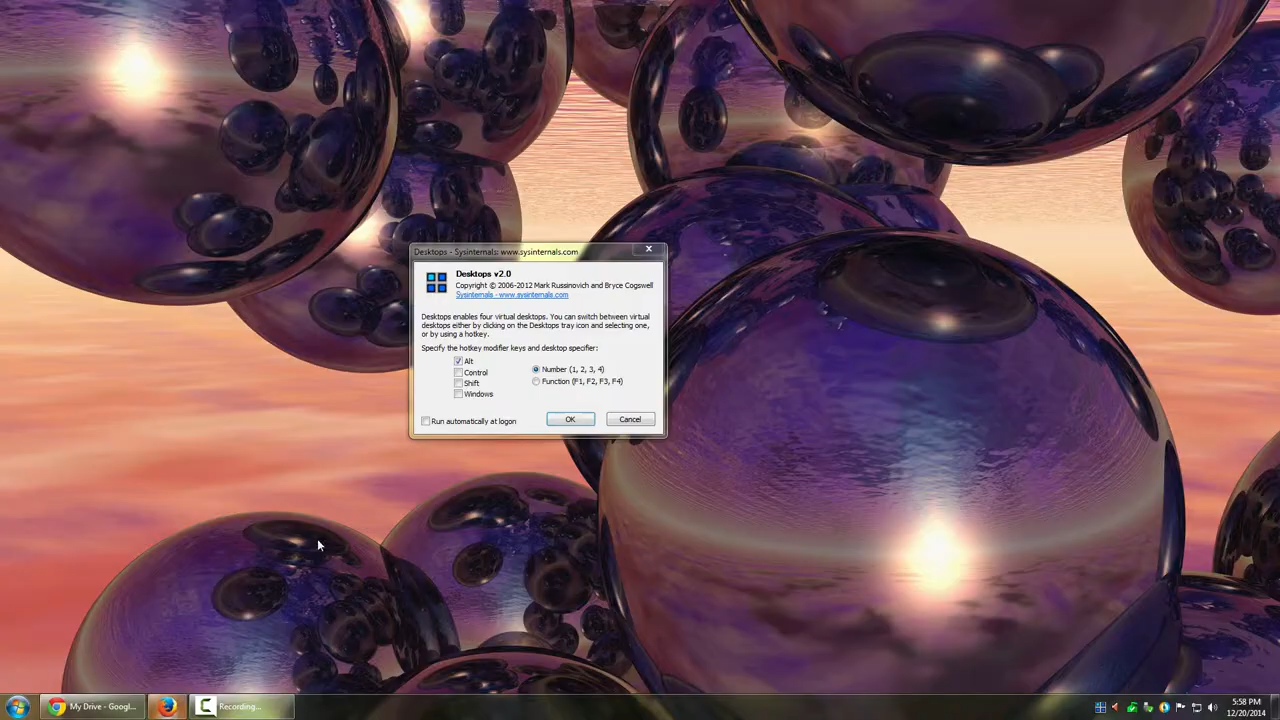 Desktops - Sysinternals: www.sysinternals.com
Desktops v2.0
Copyright © 2006-2012 Mark Russinovich and Bryce Cogswell
Sysinternals - www.sysinternals.com
Desktops enables four virtual desktops. You can switch between virtual
desktops either by clicking on the Desktops tray icon and selecting one,
or by using a hotkey.
Specify the hotkey modifier keys and desktop specifier:
Alt
Control
Shift
Windows
Number (1, 2, 3, 4)
Function (F1, F2, F3, F4)
Run automatically at logon
OK
Cancel
My Drive - Googl...
Recording...
5:58 PM
12/20/2014